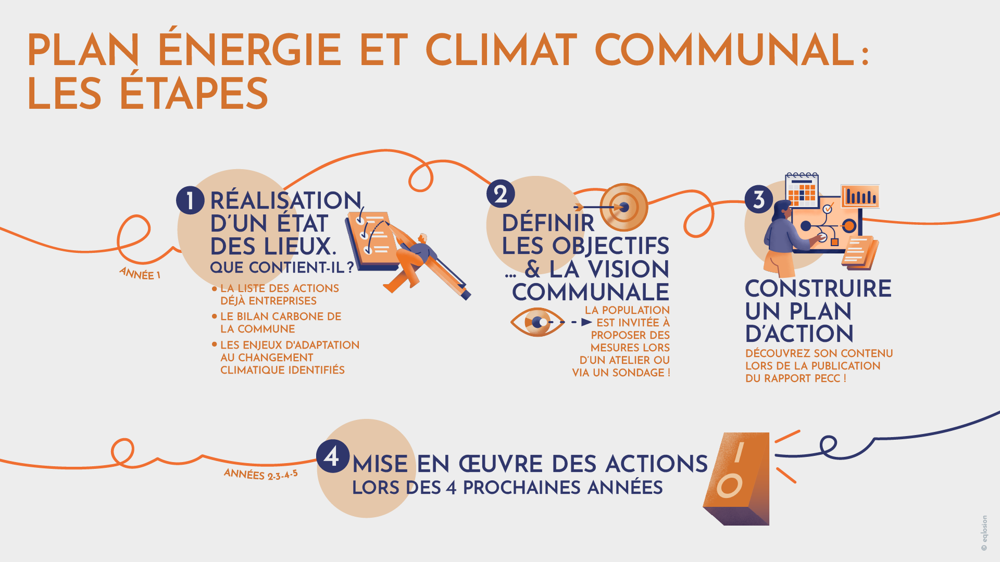 PLAN ÉNERGIE ET CLIMAT COMMUNAL :
LES ÉTAPES
ANNÉE 1
1
RÉALISATION
D’UN ÉTAT
DES LIEUX.
QUE CONTIENT-IL ?
• LA LISTE DES ACTIONS
DÉJÀ ENTREPRISES
• LE BILAN CARBONE DE
LA COMMUNE
• LES ENJEUX D'ADAPTATION
AU CHANGEMENT
CLIMATIQUE IDENTIFIÉS
2
DÉFINIR
LES OBJECTIFS
... & LA VISION
COMMUNALE
LA POPULATION
EST INVITÉE À
PROPOSER DES
MESURES LORS
D’UN ATELIER OU
VIA UN SONDAGE !
3
CONSTRUIRE
UN PLAN
D’ACTION
DÉCOUVREZ SON CONTENU
LORS DE LA PUBLICATION
DU RAPPORT PECC !
ANNÉES 2-3-4-5
4
MISE EN ŒUVRE DES ACTIONS
LORS DES 4 PROCHAINES ANNÉES
I
O
© eqlosion